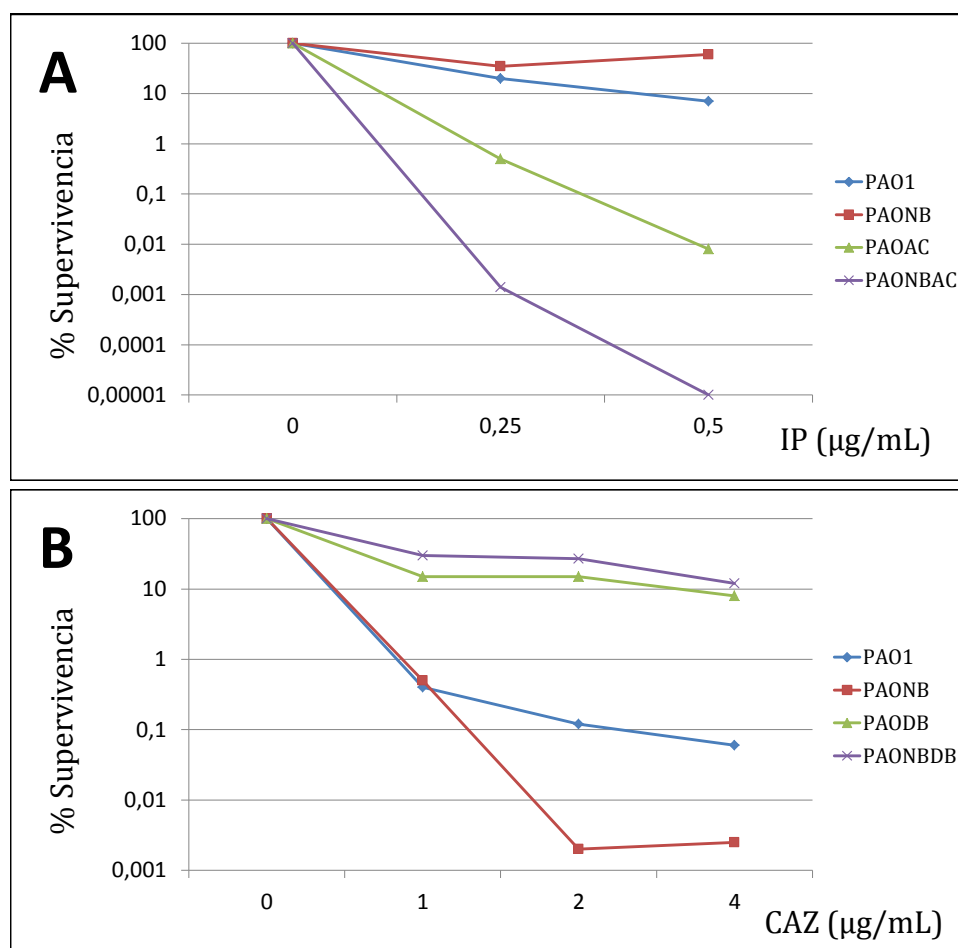 A
% Supervivencia
100
10
1
0,1
0,01
0,001
0,0001
0,00001
0
0,25
0,5
IP (µg/mL)
PAO1
PAONB
PAOAC
PAONBAC
B
% Supervivencia
100
10
1
0,1
0,01
0,001
0
1
2
4
CAZ (µg/mL)
PAO1
PAONB
PAODB
PAONBDB